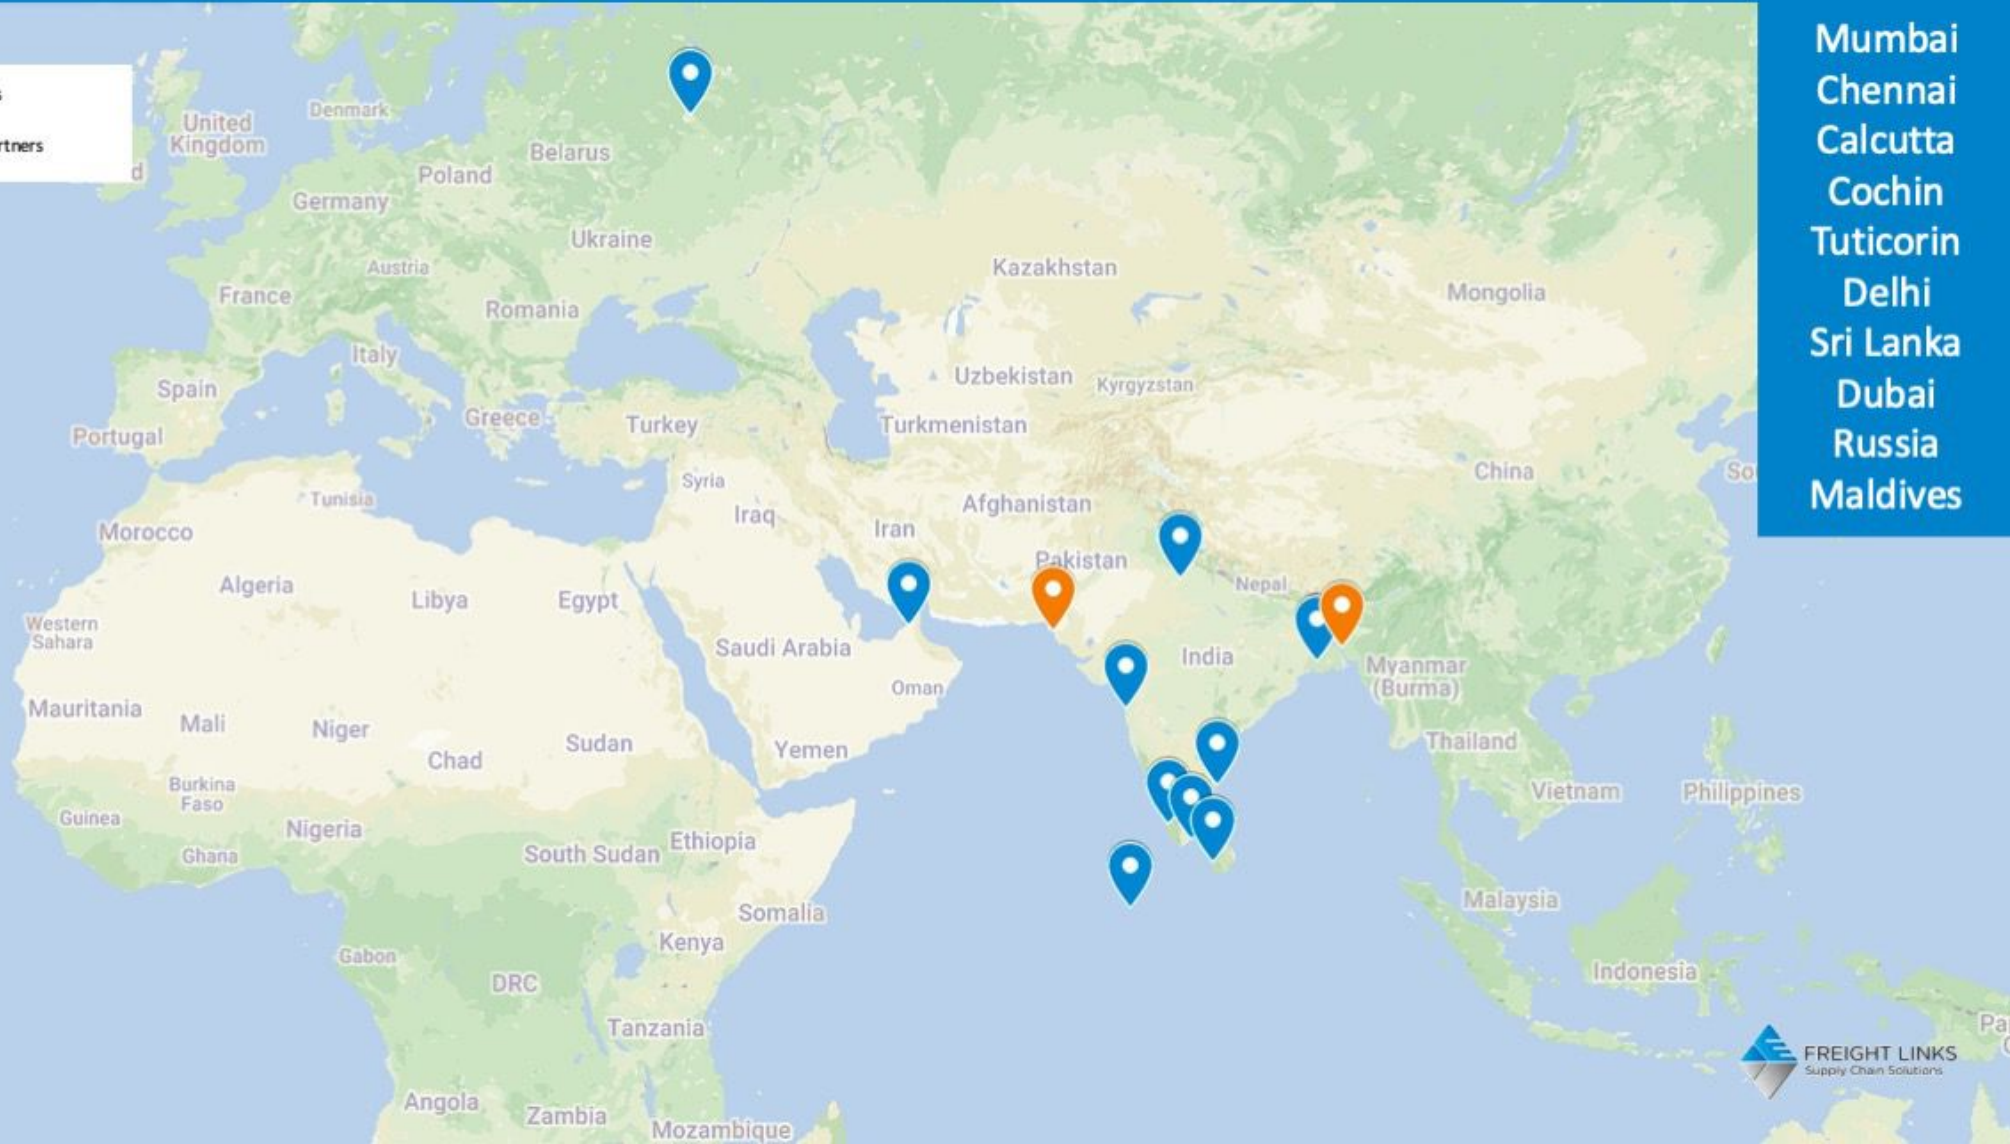 Mumbai
Chennai
Calcutta
Cochin
Tuticorin
Delhi
Sri Lanka
Dubai
Russia
Maldives
United
Kingdom
Denmark
Belarus
Poland
Germany
Ukraine
Austria
France
Romania
Kazakhstan
Mongolia
Italy
Spain
Uzbekistan
Kyrgyzstan
Greece
Turkey
Turkmenistan
Portugal
Syria
China
Tunisia
Iraq
Afghanistan
Iran
Morocco
Pakistan
Algeria
Libya
Egypt
Nepal
Western
Sahara
Saudi Arabia
India
Myanmar
(Burma)
Oman
Mauritania
Mali
Niger
Chad
Sudan
Yemen
Thailand
Burkina
Faso
Guinea
Nigeria
Ghana
South Sudan
Ethiopia
Vietnam
Philippines
Somalia
Malaysia
Kenya
Gabon
DRC
Indonesia
Tanzania
Angola
Zambia
Mozambique
FREIGHT LINKS
Supply Chain Solutions